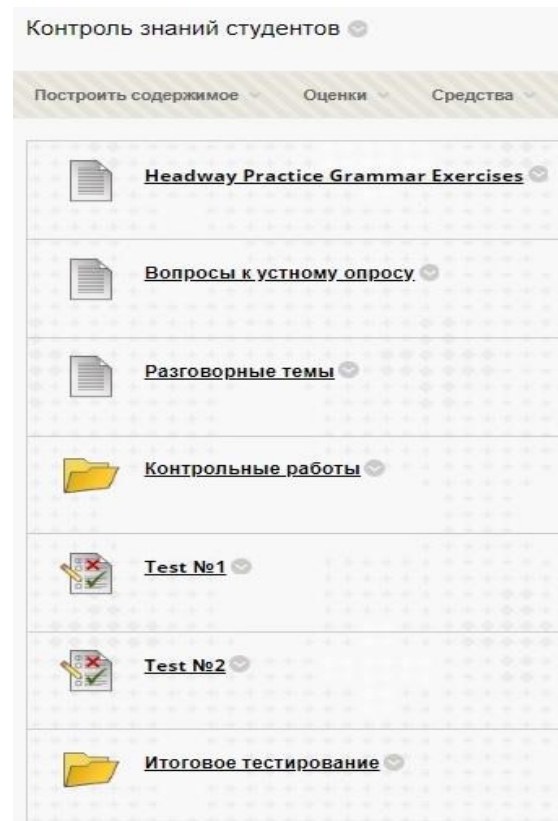 Контроль знаний студентов
Построить содержимое Оценки Средства
Headway Practice Grammar Exercises
Вопросы к устному опросу
Разговорные темы
Контрольные работы
Test №1
Test №2
Итоговое тестирование